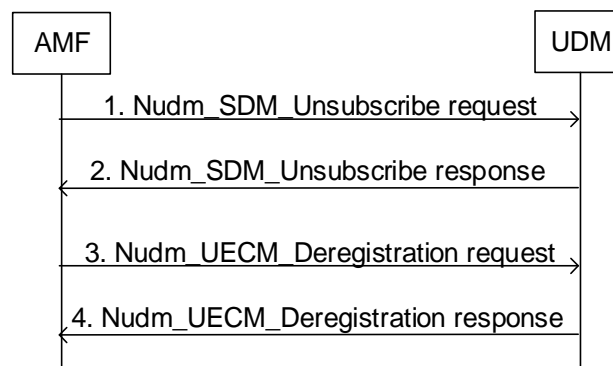 AMF
UDM
1. Nudm_SDM_Unsubscribe request
2. Nudm_SDM_Unsubscribe response
3. Nudm_UECM_Deregistration request
4. Nudm_UECM_Deregistration response